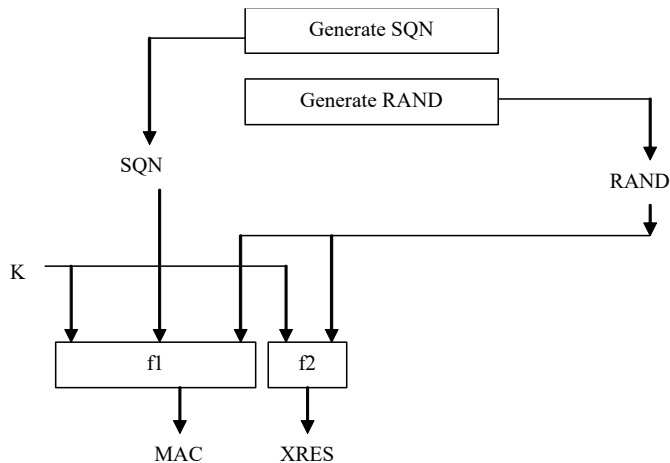 Generate SQN
Generate RAND
SQN
RAND
K
f1
f2
MAC
XRES